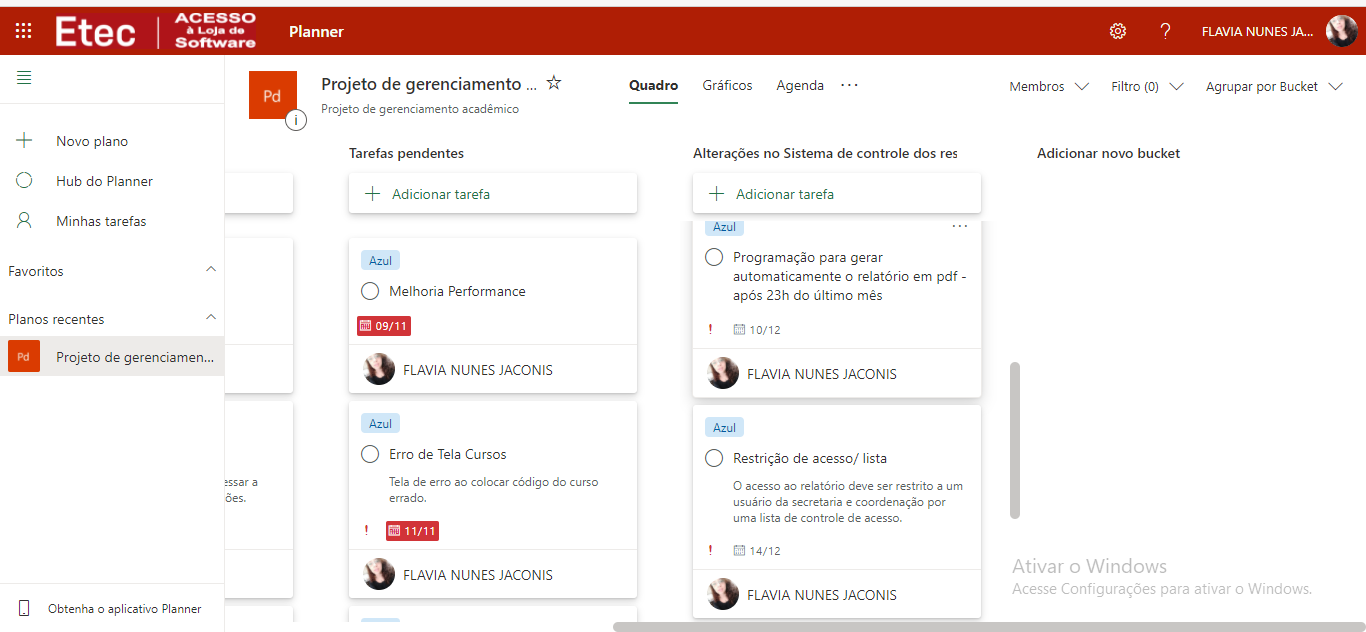 Etec
ACESSO
à Loja de
Software
Planner
FLAVIA NUNES JA...
Novo plano
Hub do Planner
Minhas tarefas
Favoritos
Planos recentes
Pd
Projeto de gerenciamen...
Obtenha o aplicativo Planner
Pd
Projeto de gerenciamento ...
Projeto de gerenciamento acadêmico
Quadro
Gráficos
Agenda
Membros
Filtro (0)
Agrupar por Bucket
essar a
ões.
Tarefas pendentes
Adicionar tarefa
Azul
Melhoria Performance
09/11
FLAVIA NUNES JACONIS
Azul
Erro de Tela Cursos
Tela de erro ao colocar código do curso
errado.
! 11/11
FLAVIA NUNES JACONIS
Alterações no Sistema de controle dos res
Adicionar tarefa
Azul
Programação para gerar
automaticamente o relatório em pdf -
após 23h do último mês
! 10/12
FLAVIA NUNES JACONIS
Azul
Restrição de acesso/ lista
O acesso ao relatório deve ser restrito a um
usuário da secretaria e coordenação por
uma lista de controle de acesso.
! 14/12
FLAVIA NUNES JACONIS
Adicionar novo bucket
Ativar o Windows
Acesse Configurações para ativar o Windows.